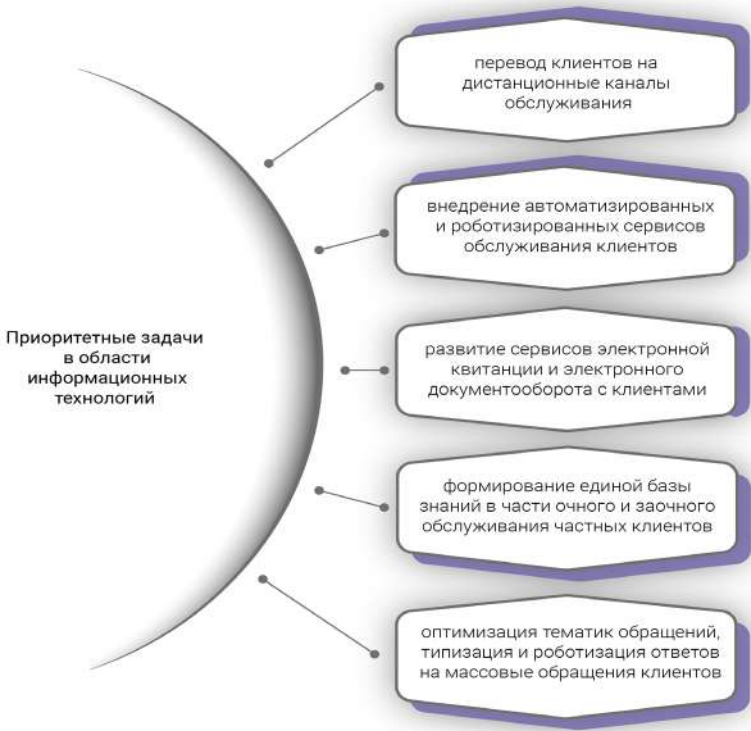 Приоритетные задачи
в области
информационных
технологий
перевод клиентов на
дистанционные каналы
обслуживания
внедрение автоматизированных
и роботизированных сервисов
обслуживания клиентов
развитие сервисов электронной
квитанции и электронного
документооборота с клиентами
формирование единой базы
знаний в части очного и заочного
обслуживания частных клиентов
оптимизация тематик обращений,
типизация и роботизация ответов
на массовые обращения клиентов